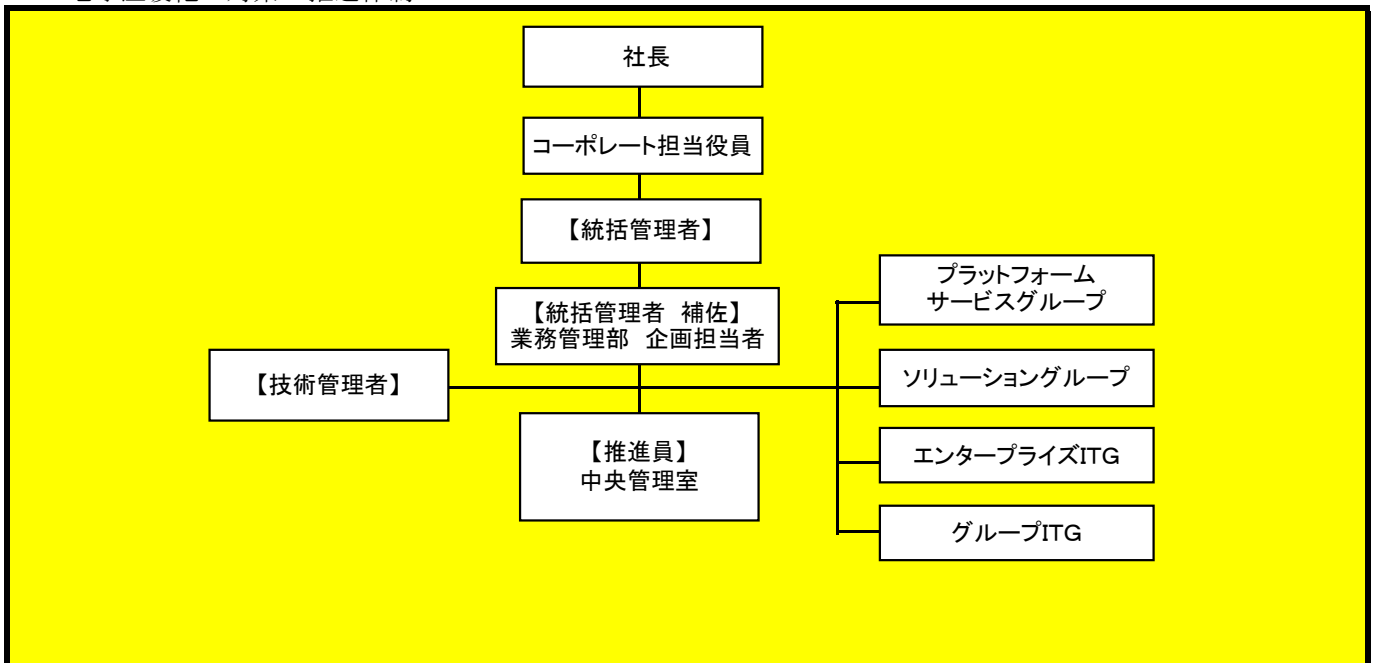 社長
コーポレート担当役員
【統括管理者】
【統括管理者 補佐】
業務管理部 企画担当者
【技術管理者】
【推進員】
中央管理室
プラットフォーム
サービスグループ
ソリューショングループ
エンタープライズITG
グループITG